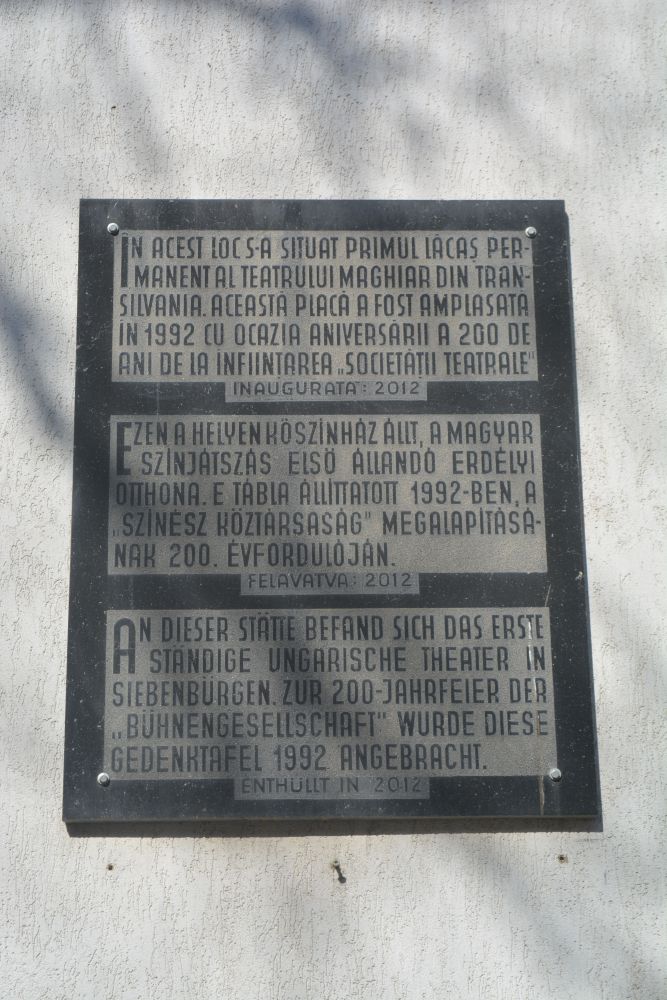 ÎN ACEST LOC S-A SITUAT PRIMUL LĂCAȘ PER-
MANENT AL TEATRULUI MAGHIAR DIN TRAN-
SILVANIA. ACEASTĂ PLACĂ A FOST AMPLASATĂ
ÎN 1992 CU OCAZIA ANIVERSĂRII A 200 DE
ANI DE LA ÎNFIINȚAREA „SOCIETĂȚII TEATRALE”
INAUGURATĂ: 2012
EZEN A HELYEN KŐSZÍNHÁZ ÁLLT, A MAGYAR
SZÍNJÁTSZÁS ELSŐ ÁLLANDÓ ERDÉLYI
OTTHONA. E TÁBLA ÁLLÍTTATOTT 1992-BEN, A
„SZÍNÉSZ KÖZTÁRSASÁG” MEGALAPÍTÁSÁ-
NAK 200. ÉVFORDULÓJÁN.
FELAVATVA: 2012
AN DIESER STÄTTE BEFAND SICH DAS ERSTE
STÄNDIGE UNGARISCHE THEATER IN
SIEBENBÜRGEN. ZUR 200-JAHRFEIER DER
„BÜHNENGESELLSCHAFT” WURDE DIESE
GEDENKTAFEL 1992 ANGEBRACHT.
ENTHÜLLT IN 2012